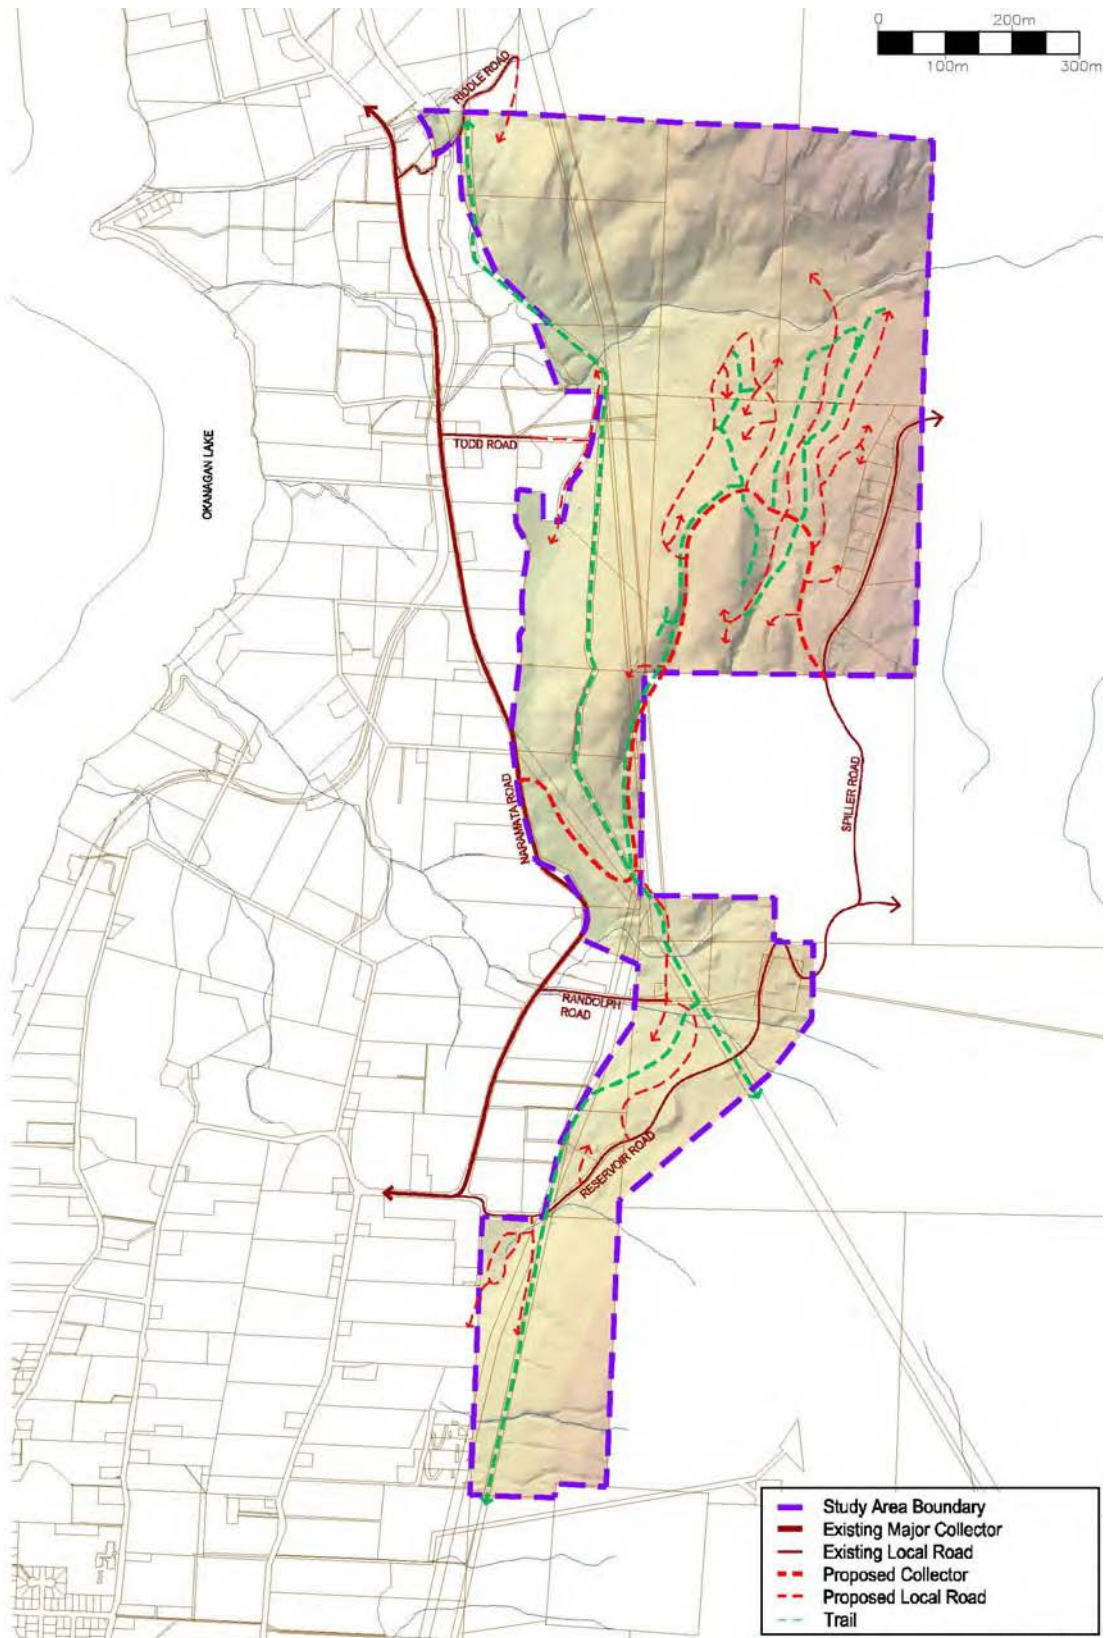 0
200m
100m
300m
RIDDLE ROAD
OKANAGAN LAKE
TODD ROAD
NARAMATA ROAD
SPILLER ROAD
RANDOLPH
ROAD
RESERVOIR ROAD
Study Area Boundary
Existing Major Collector
Existing Local Road
Proposed Collector
Proposed Local Road
Trail